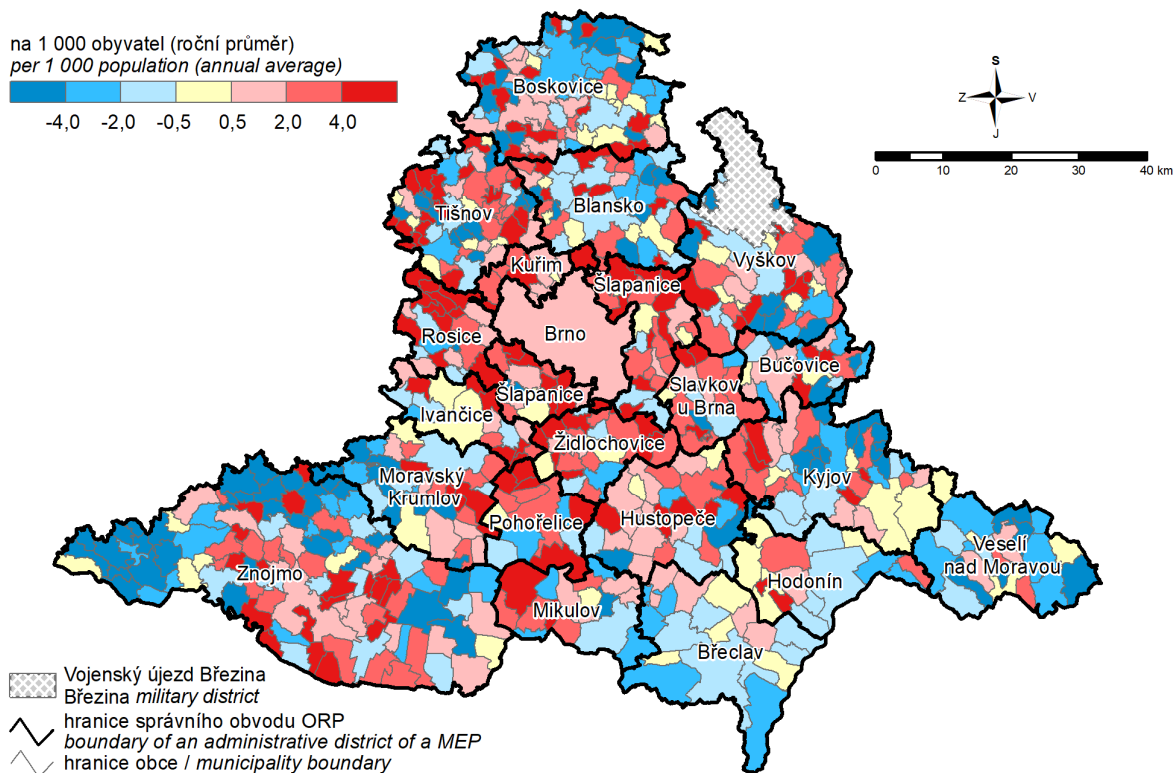 na 1 000 obyvatel (roční průměr)
per 1 000 population (annual average)
-4,0 -2,0 -0,5 0,5 2,0 4,0
S
Z V
J
0 10 20 30 40 km
Boskovice
Tišnov
Blansko
Vyškov
Kuřim
Šlapanice
Rosice
Brno
Bučovice
Šlapanice
Slavkov
u Brna
Ivančice
Židlochovice
Moravský
Krumlov
Kyjov
Pohořelice
Hustopeče
Veselí
nad Moravou
Znojmo
Hodonín
Mikulov
Břeclav
Vojenský újezd Březina
Březina military district
hranice správního obvodu ORP
boundary of an administrative district of a MEP
hranice obce / municipality boundary